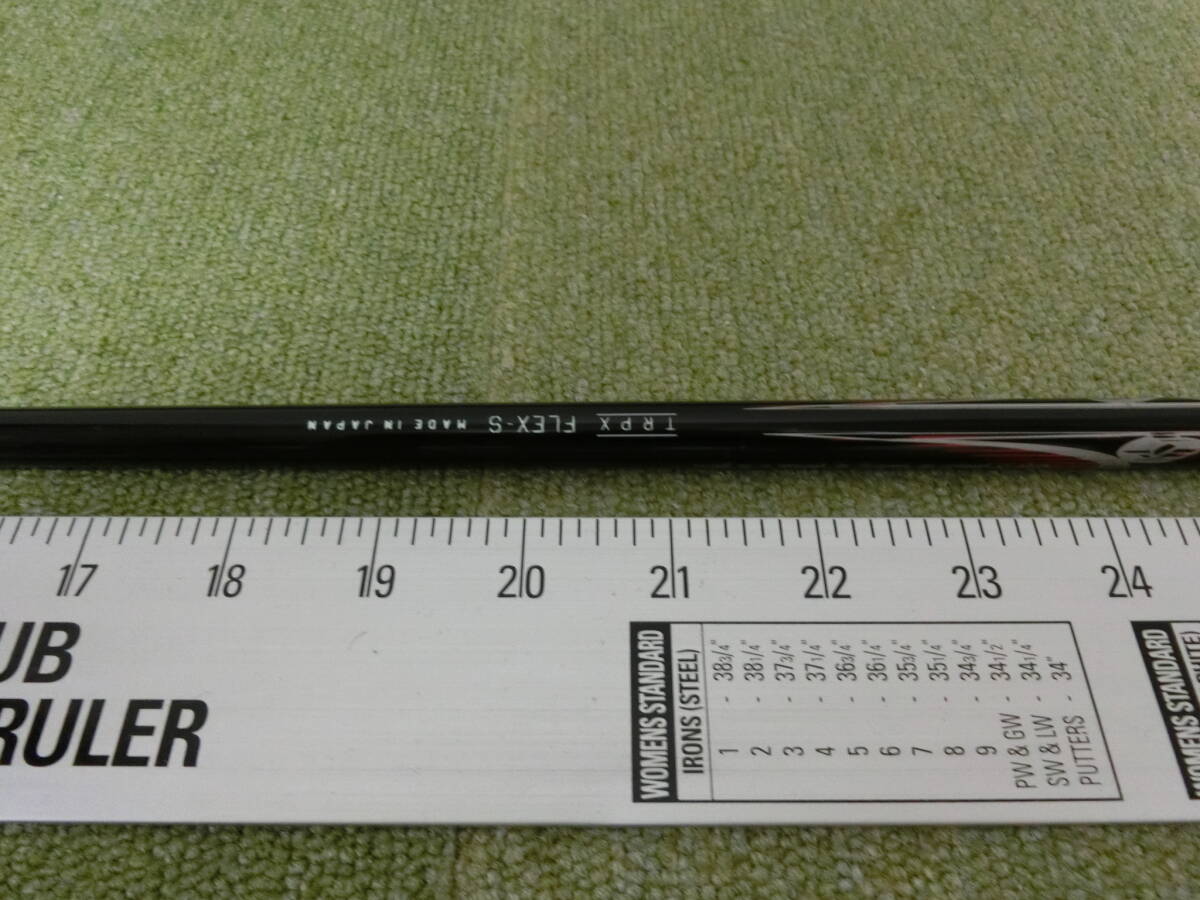 TRPX FLEX-S MADE IN JAPAN
17 18 19 20 21 22 23 24
UB
RULER
WOMENS STANDARD
IRONS (STEEL)
1 - 38 3/4"
2 - 38 1/4"
3 - 37 3/4"
4 - 37 1/4"
5 - 36 3/4"
6 - 36 1/4"
7 - 35 3/4"
8 - 35 1/4"
9 - 34 3/4"
PW & GW - 34 1/2"
SW & LW - 34 1/4"
PUTTERS - 34"
WOMENS STANDARD